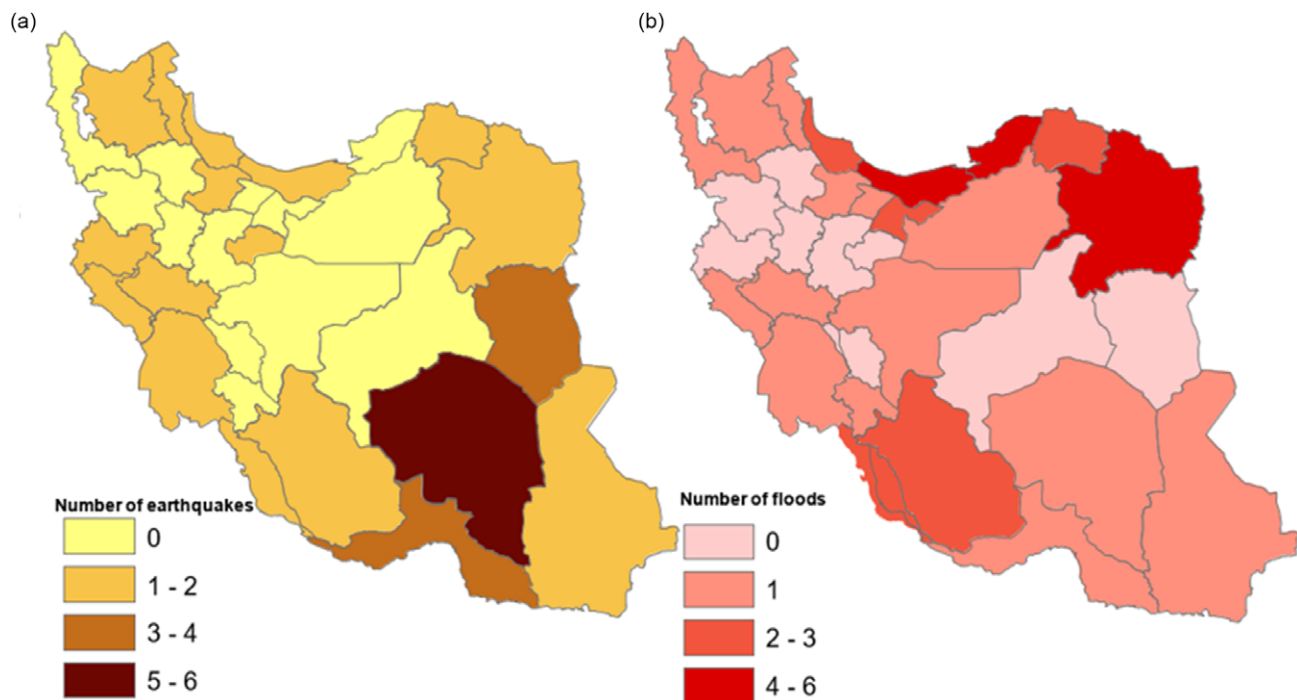 (a)
(b)
Number of earthquakes
0
1 - 2
3 - 4
5 - 6
Number of floods
0
1
2 - 3
4 - 6